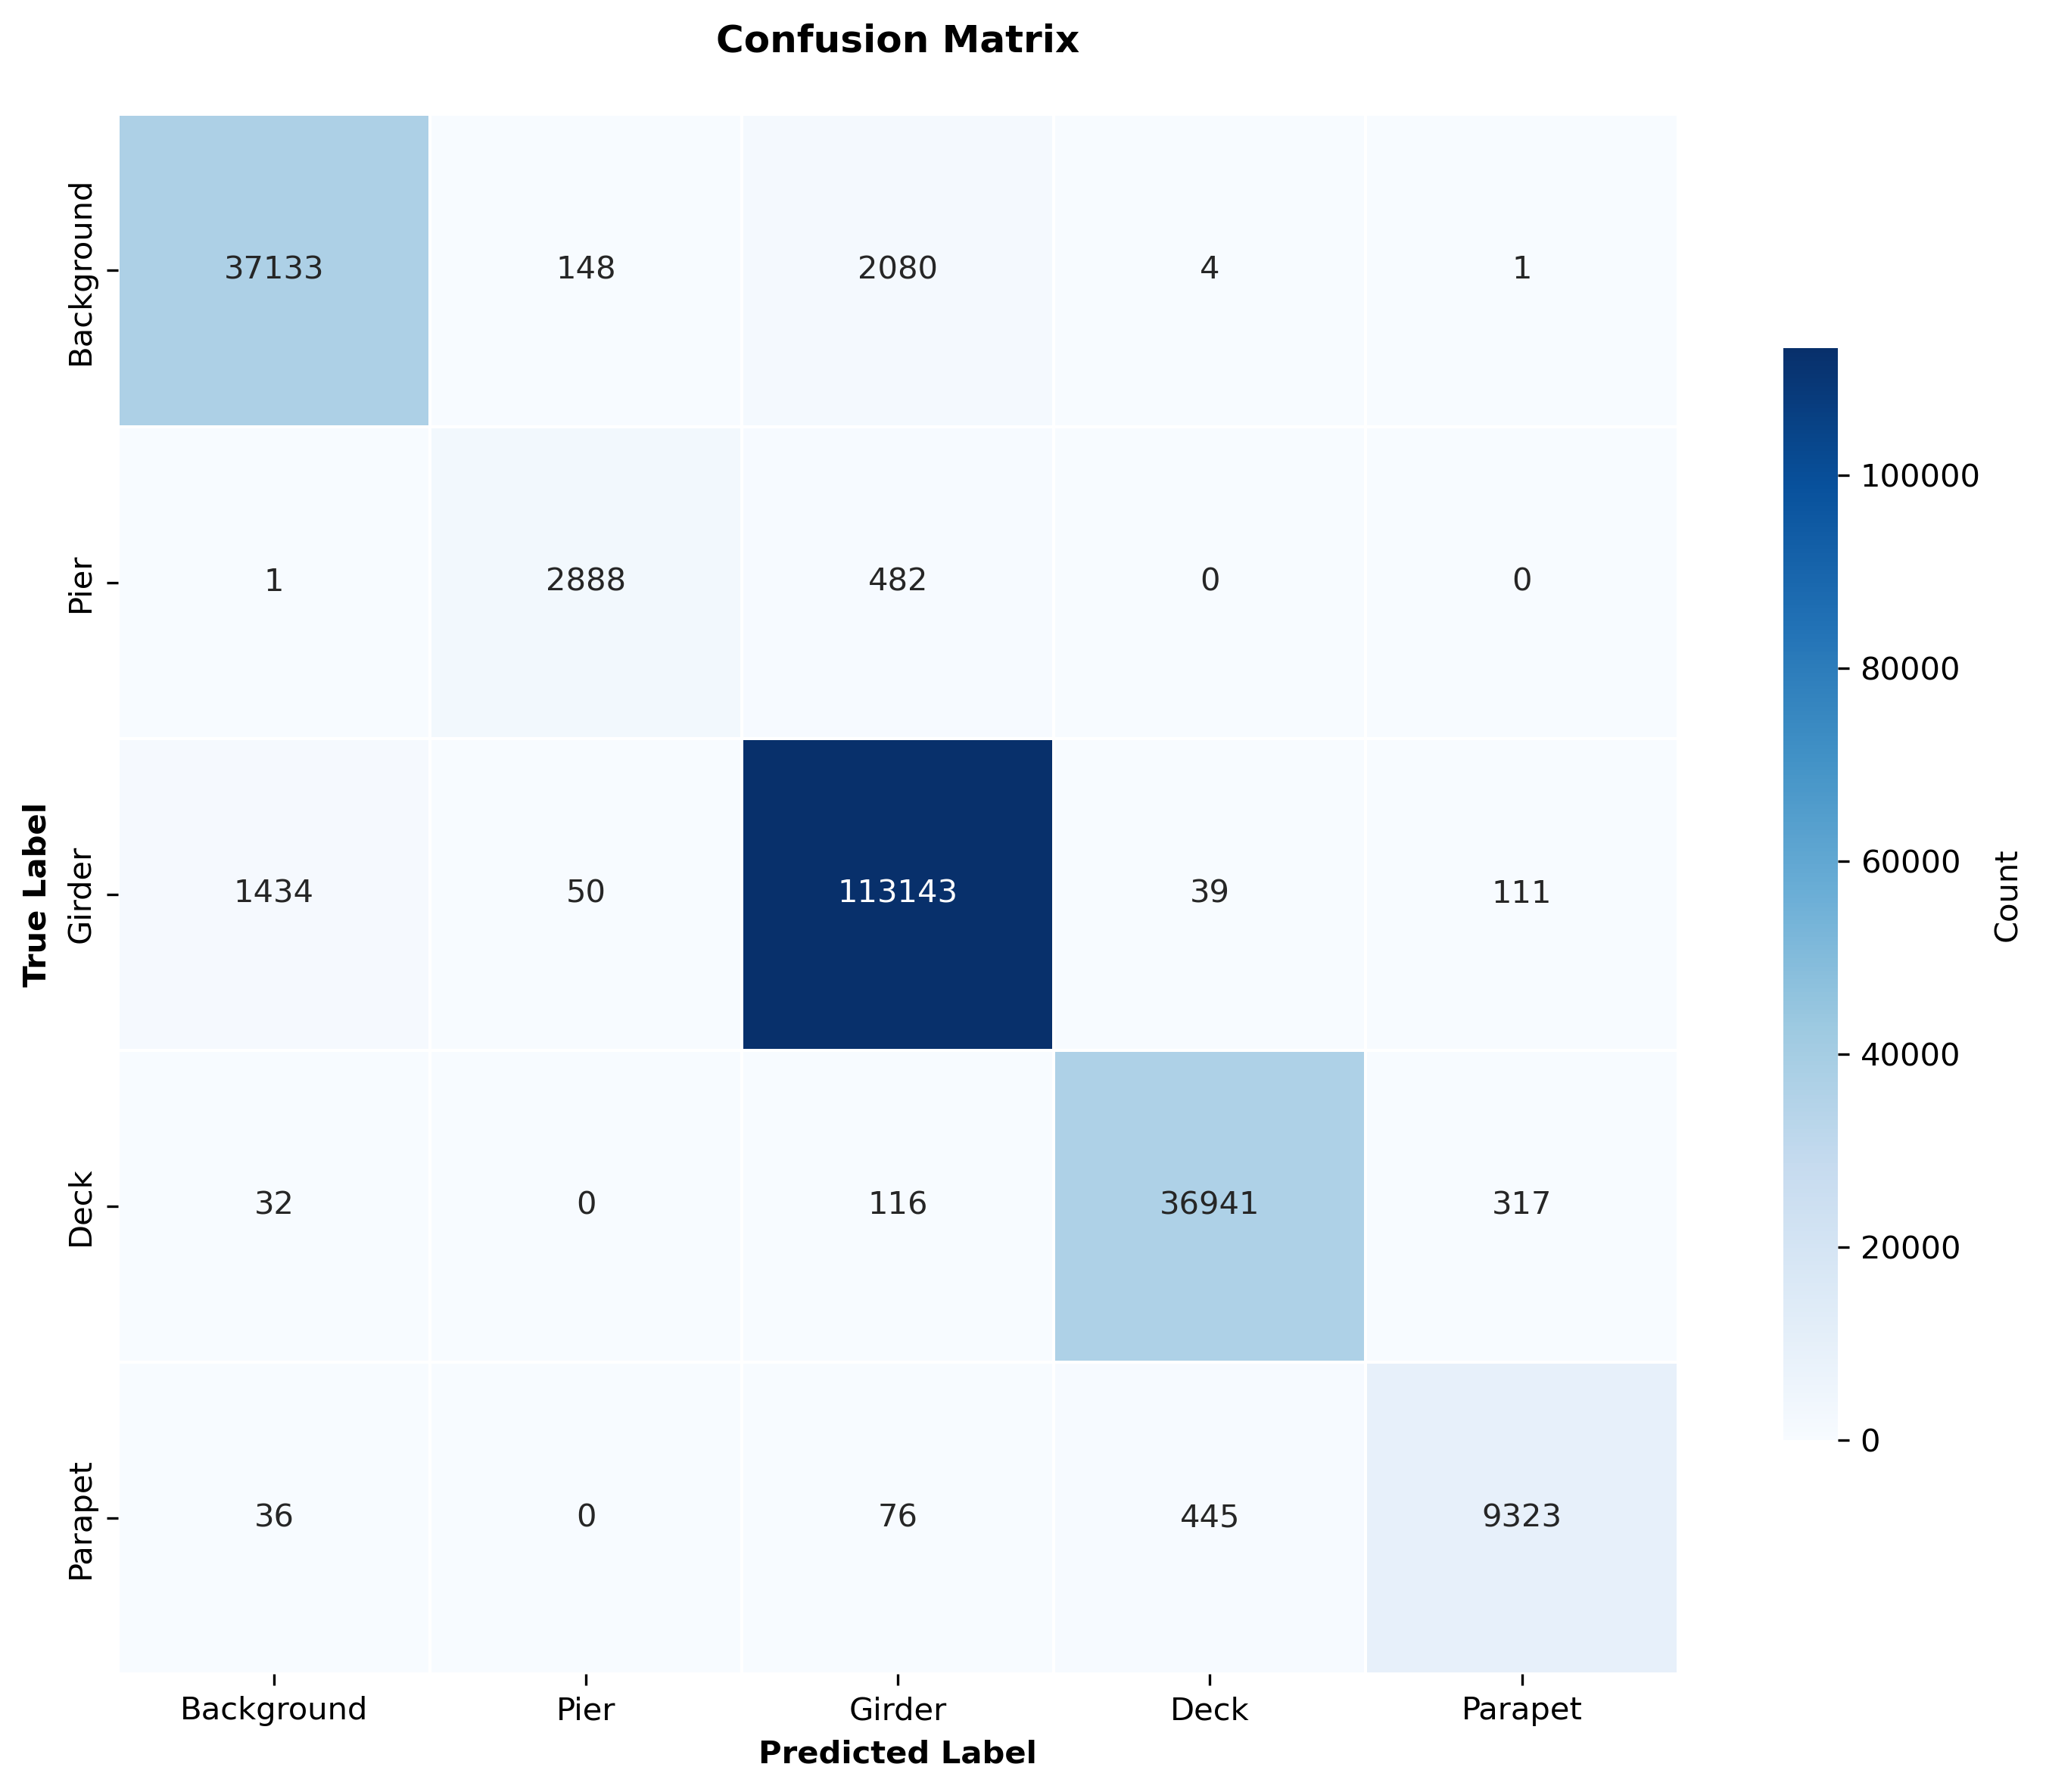 Confusion Matrix
True Label
Background
37133 148 2080 4 1
Pier
1 2888 482 0 0
Girder
1434 50 113143 39 111
Deck
32 0 116 36941 317
Parapet
36 0 76 445 9323
Background Pier Girder Deck Parapet
Predicted Label
100000
80000
60000
40000
20000
0
Count